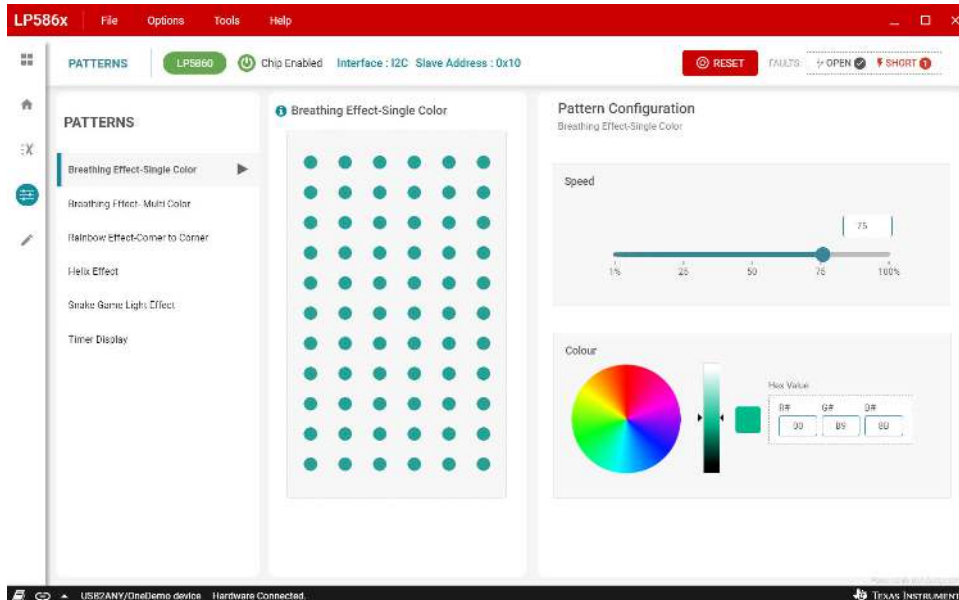 LP586x File Options Tools Help
PATTERNS LP5860 Chip Enabled Interface : I2C Slave Address : 0x10 RESET FAULTS: OPEN SHORT 1
PATTERNS
Breathing Effect-Single Color
Breathing Effect- Multi Color
Rainbow Effect-Corner to Corner
Helix Effect
Snake Game Light Effect
Timer Display
Breathing Effect-Single Color
Pattern Configuration
Breathing Effect-Single Color
Speed
75
1% 25 50 75 100%
Colour
Hex Value
R# G# B#
00 B9 8D
USB2ANY/OneDemo device Hardware Connected.
TEXAS INSTRUMENT